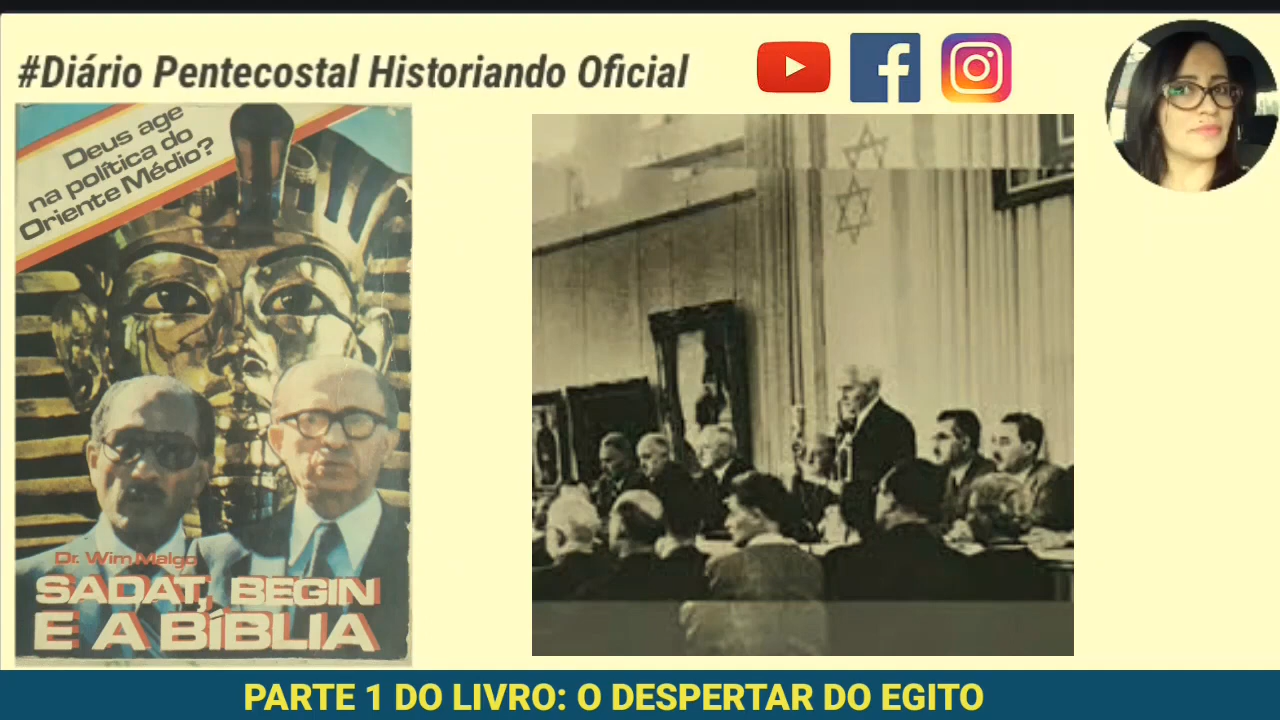 #Diário Pentecostal Historiando Oficial
Deus age
na política do
Oriente Médio?
Dr. Wim Malgo
SADAT, BEGIN
E A BÍBLIA
PARTE 1 DO LIVRO: O DESPERTAR DO EGITO